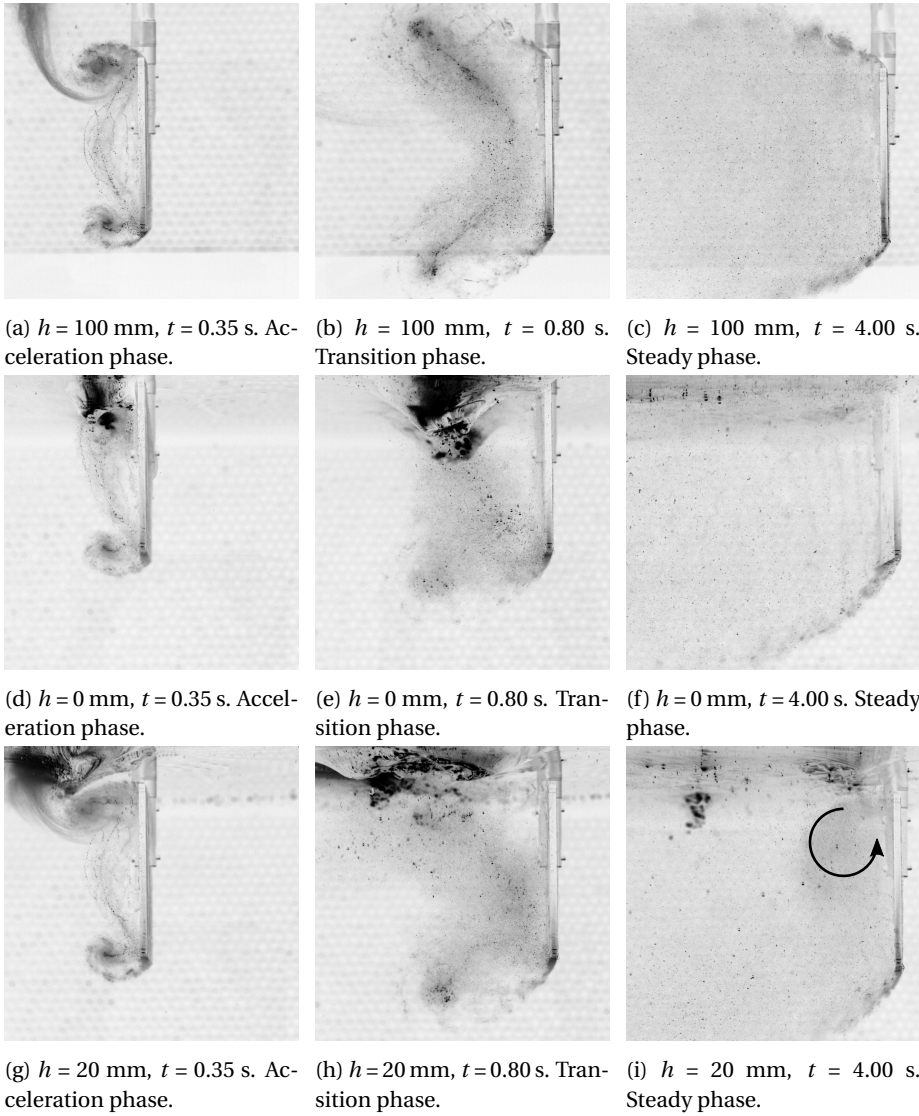 (a) h = 100 mm, t = 0.35 s. Ac-
celeration phase.
(b) h = 100 mm, t = 0.80 s.
Transition phase.
(c) h = 100 mm, t = 4.00 s.
Steady phase.
(d) h = 0 mm, t = 0.35 s. Accel-
eration phase.
(e) h = 0 mm, t = 0.80 s. Tran-
sition phase.
(f) h = 0 mm, t = 4.00 s. Steady
phase.
(g) h = 20 mm, t = 0.35 s. Ac-
celeration phase.
(h) h = 20 mm, t = 0.80 s. Tran-
sition phase.
(i) h = 20 mm, t = 4.00 s.
Steady phase.